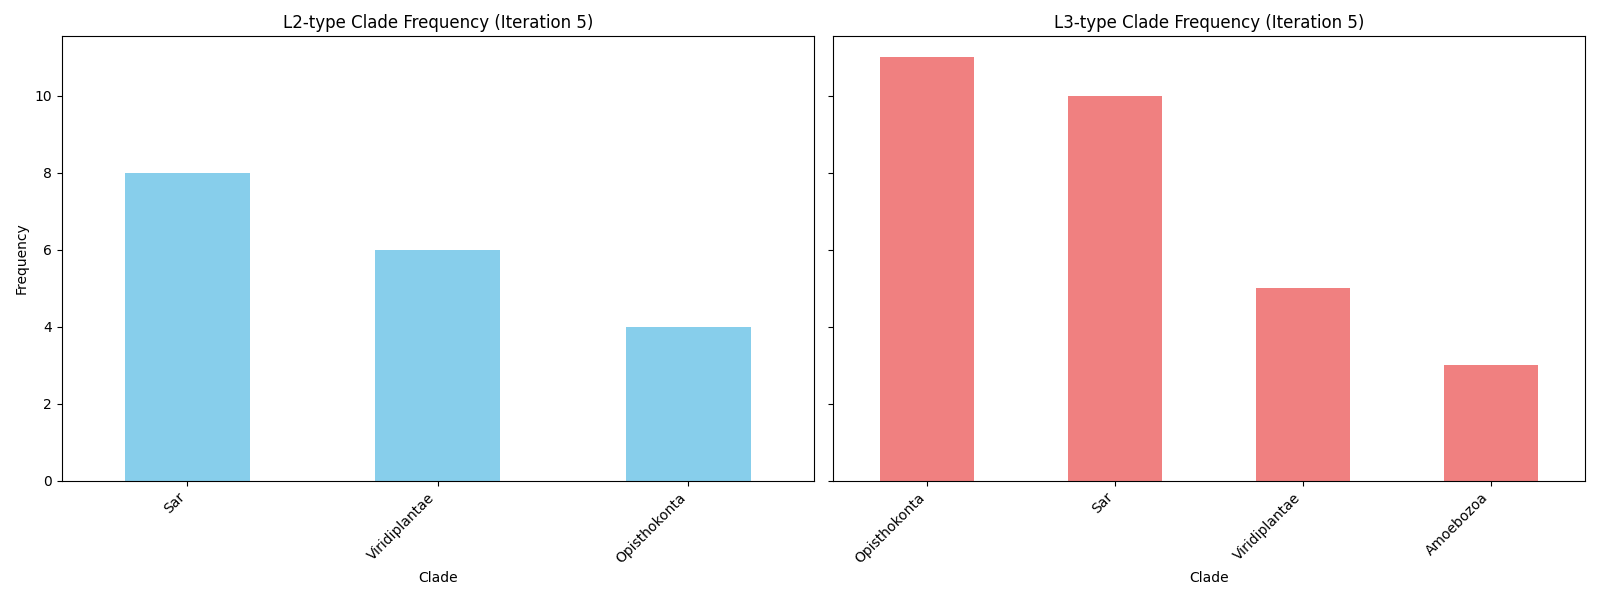 L2-type Clade Frequency (Iteration 5)
Frequency
10
8
6
4
2
0
Sar
Viridiplantae
Opisthokonta
Clade
L3-type Clade Frequency (Iteration 5)
Opisthokonta
Sar
Viridiplantae
Amoebozoa
Clade